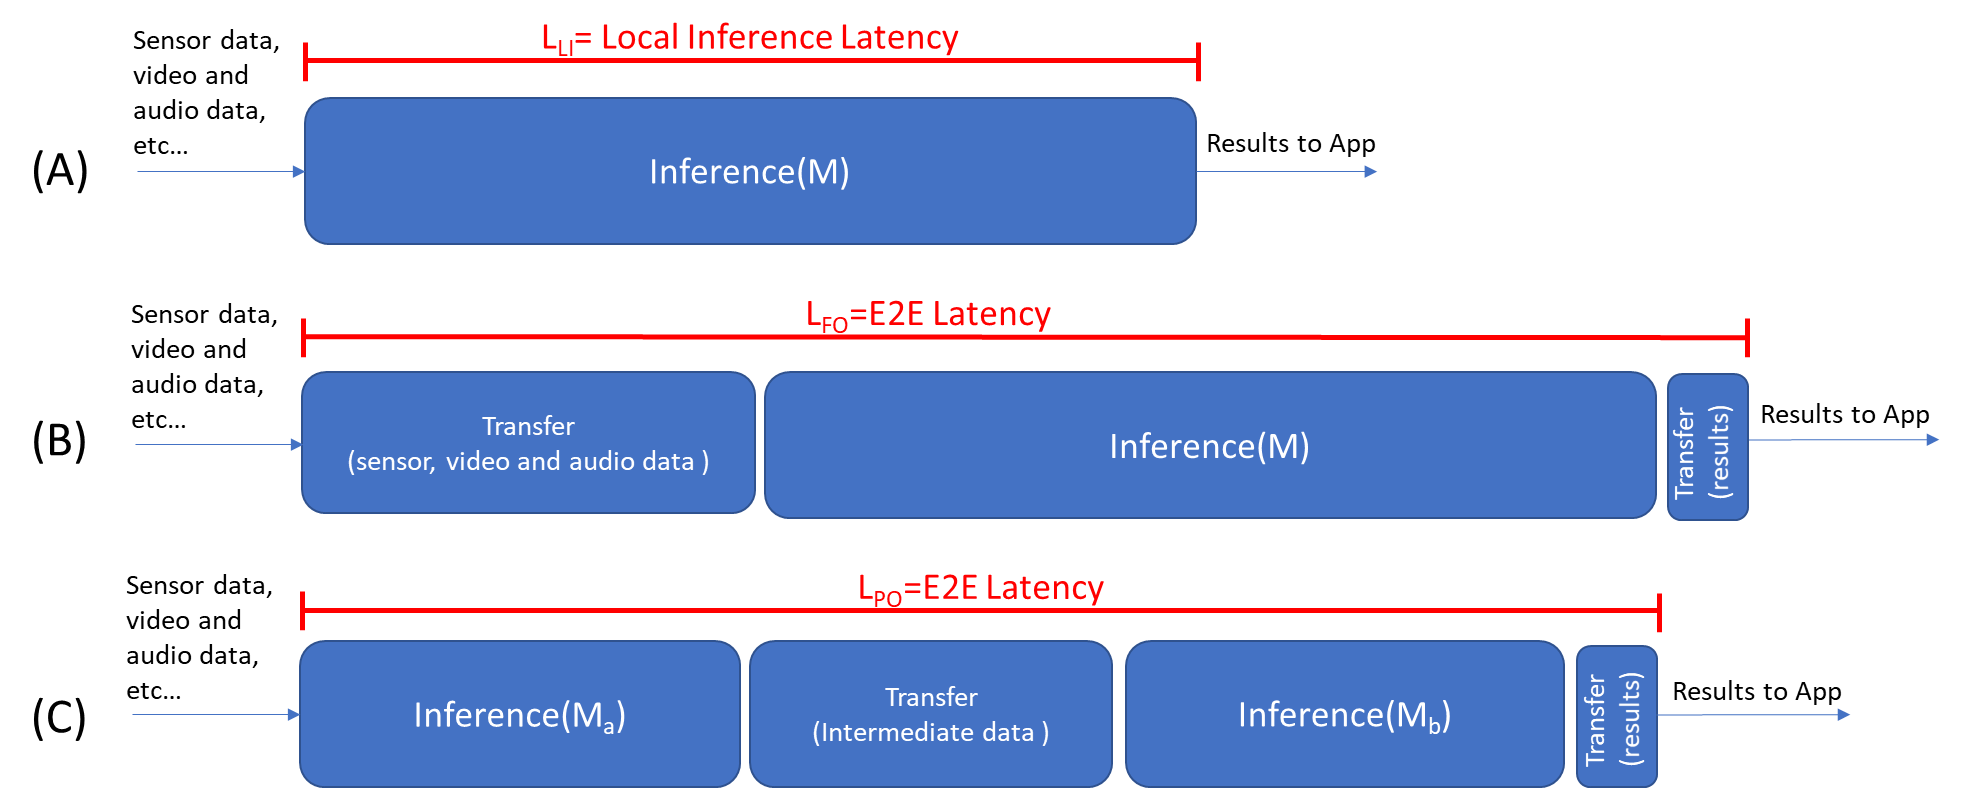 L_LI= Local Inference Latency
Sensor data,
video and
audio data,
etc...
(A)
Inference(M)
Results to App
L_FO=E2E Latency
Sensor data,
video and
audio data,
etc...
(B)
Transfer
(sensor, video and audio data )
Inference(M)
Transfer
(results)
Results to App
L_PO=E2E Latency
Sensor data,
video and
audio data,
etc...
(C)
Inference(M_a)
Transfer
(Intermediate data )
Inference(M_b)
Transfer
(results)
Results to App